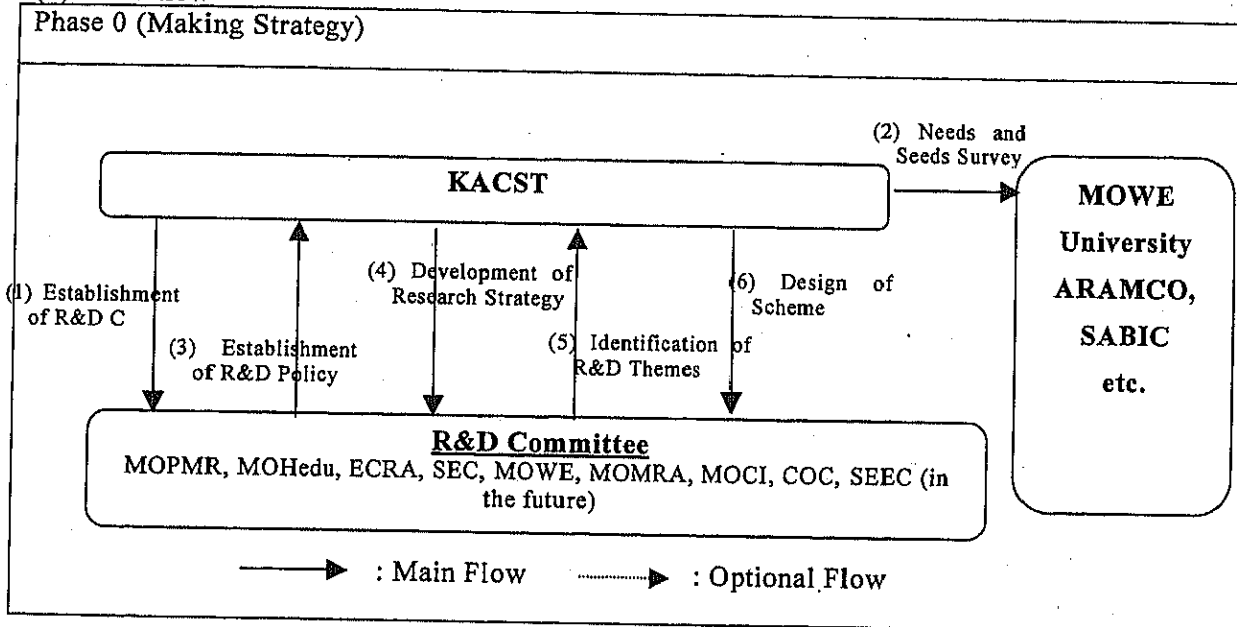 Phase 0 (Making Strategy)
(2) Needs and
Seeds Survey
KACST
MOWE
University
ARAMCO,
SABIC
etc.
(1) Establishment
of R&D C
(3) Establishment
of R&D Policy
(4) Development of
Research Strategy
(5) Identification of
R&D Themes
(6) Design of
Scheme
R&D Committee
MOPMR, MOHedu, ECRA, SEC, MOWE, MOMRA, MOCI, COC, SEEC (in
the future)
: Main Flow : Optional Flow